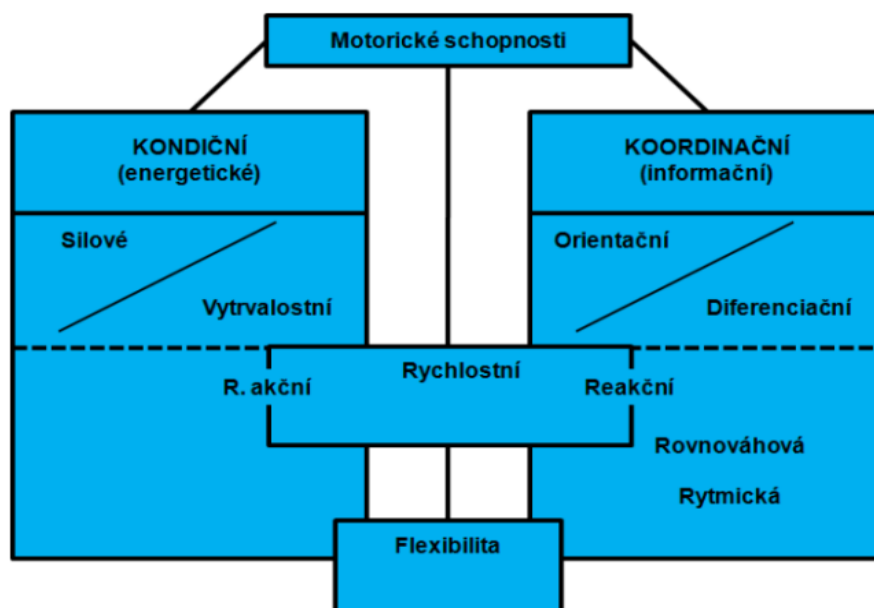 Motorické schopnosti
KONDIČNÍ
(energetické)
KOORDINAČNÍ
(informační)
Silové
Vytrvalostní
Orientační
Diferenciační
R. akční
Rychlostní
Reakční
Rovnováhová
Rytmická
Flexibilita